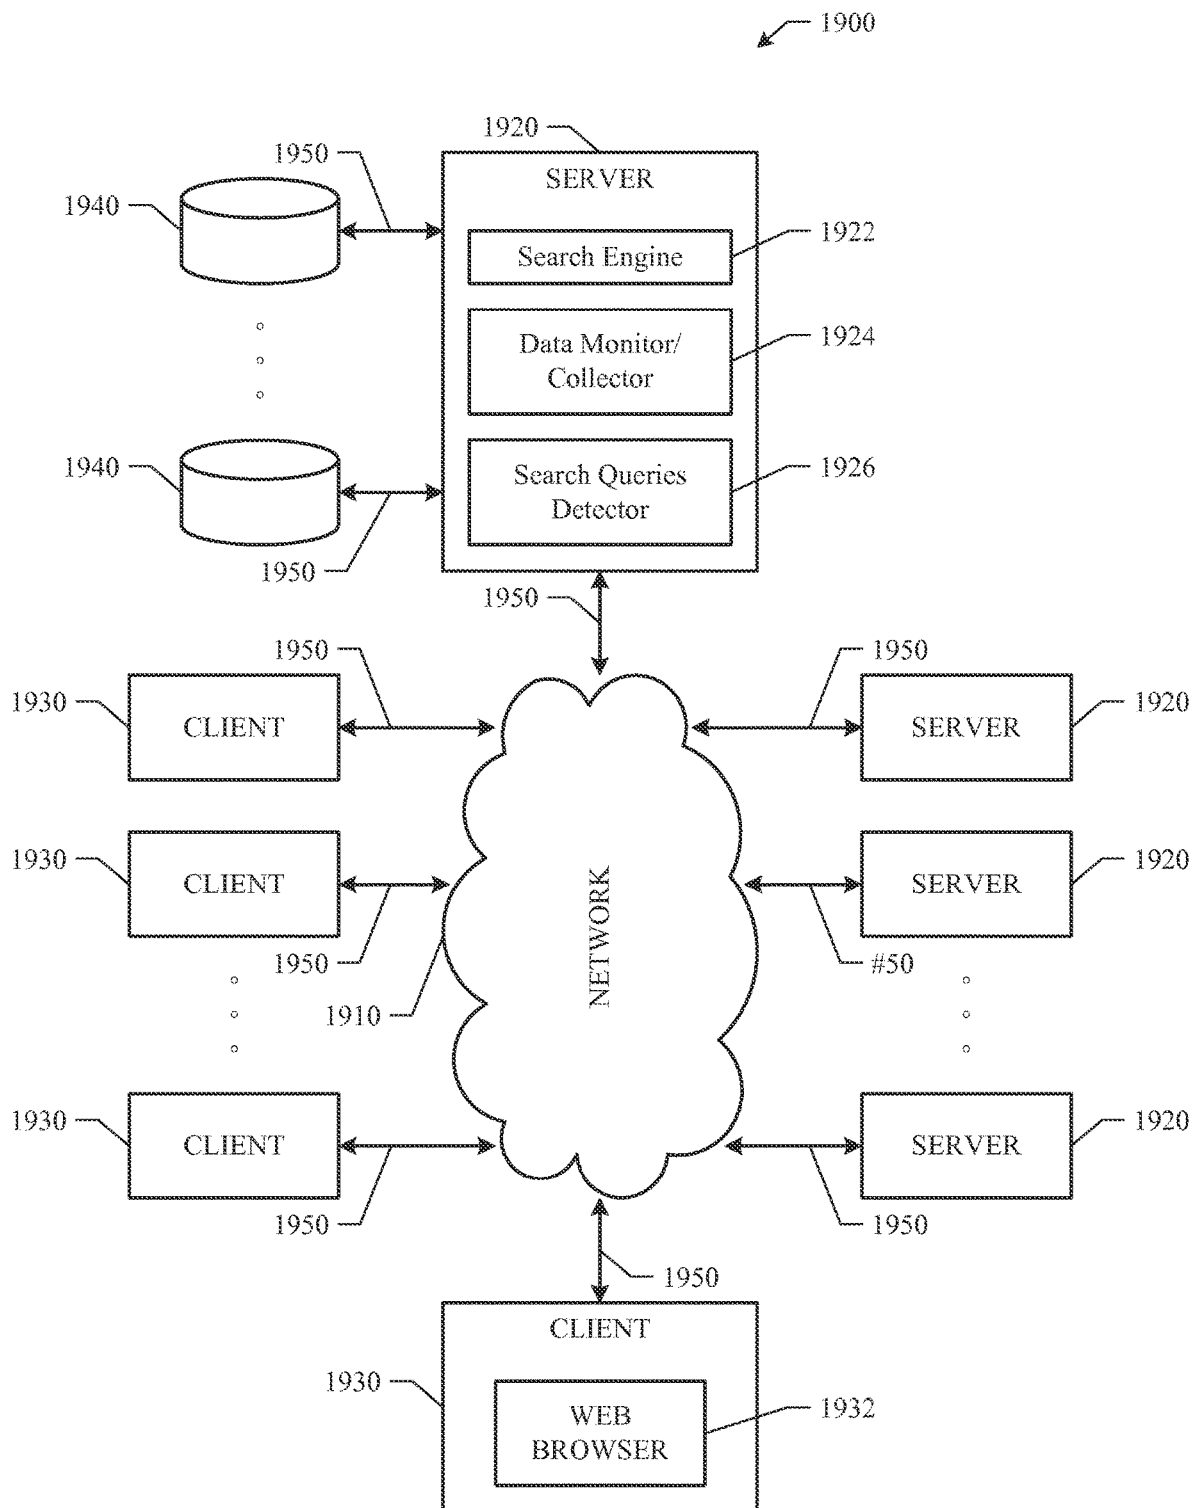 1900
1920
1950
SERVER
1940
1922
Search Engine
1924
Data Monitor/
Collector
1940
1926
Search Queries
Detector
1950
1950
1950
1950
1930
CLIENT
SERVER
1920
1930
CLIENT
SERVER
1920
1950
#50
NETWORK
1910
1930
CLIENT
SERVER
1920
1950
1950
1950
CLIENT
1930
WEB
BROWSER
1932